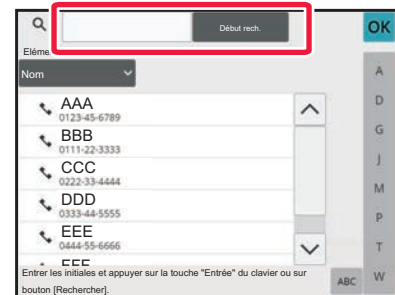 Début rech.
OK
Eléme
Nom
A
AAA
0123-45-6789
D
BBB
0111-22-3333
G
CCC
0222-33-4444
J
M
DDD
0333-44-5555
P
EEE
0444-55-6666
T
EEE
W
Entrer les initiales et appuyer sur la touche "Entrée" du clavier ou sur
bouton [Rechercher].
ABC